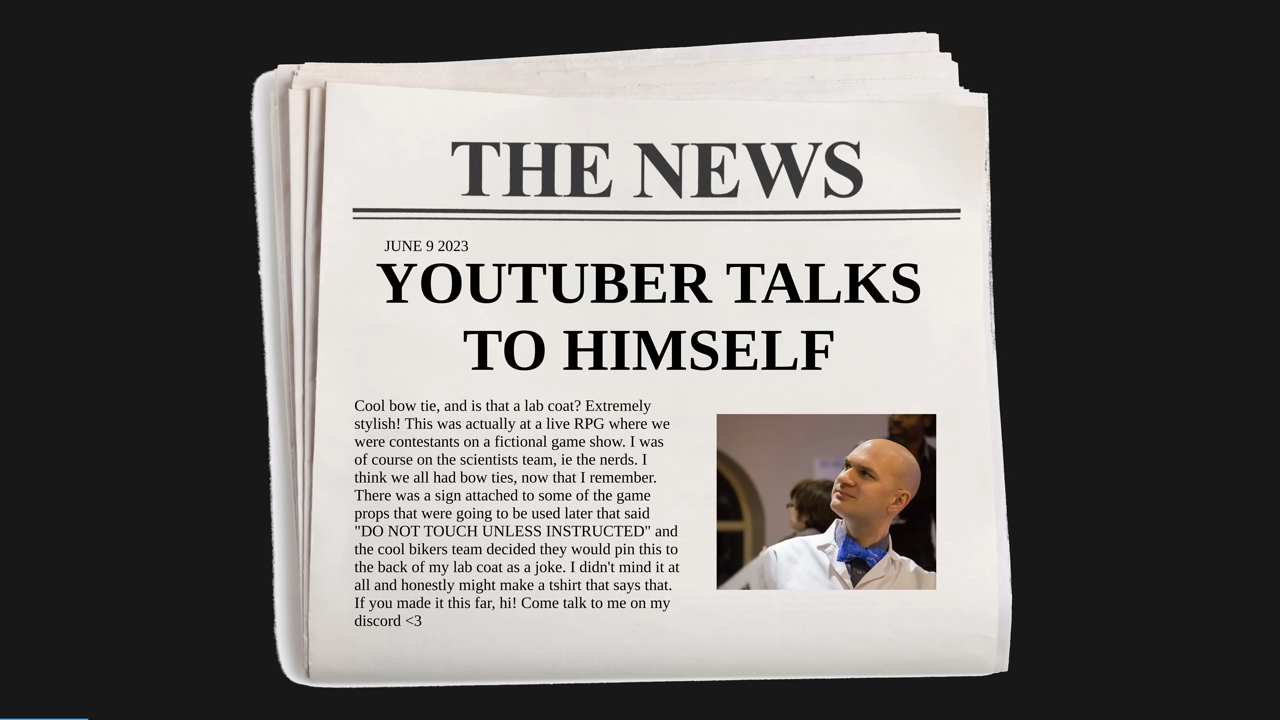 THE NEWS
JUNE 9 2023
YOUTUBER TALKS
TO HIMSELF
Cool bow tie, and is that a lab coat? Extremely
stylish! This was actually at a live RPG where we
were contestants on a fictional game show. I was
of course on the scientists team, ie the nerds. I
think we all had bow ties, now that I remember.
There was a sign attached to some of the game
props that were going to be used later that said
"DO NOT TOUCH UNLESS INSTRUCTED" and
the cool bikers team decided they would pin this to
the back of my lab coat as a joke. I didn't mind it at
all and honestly might make a tshirt that says that.
If you made it this far, hi! Come talk to me on my
discord <3